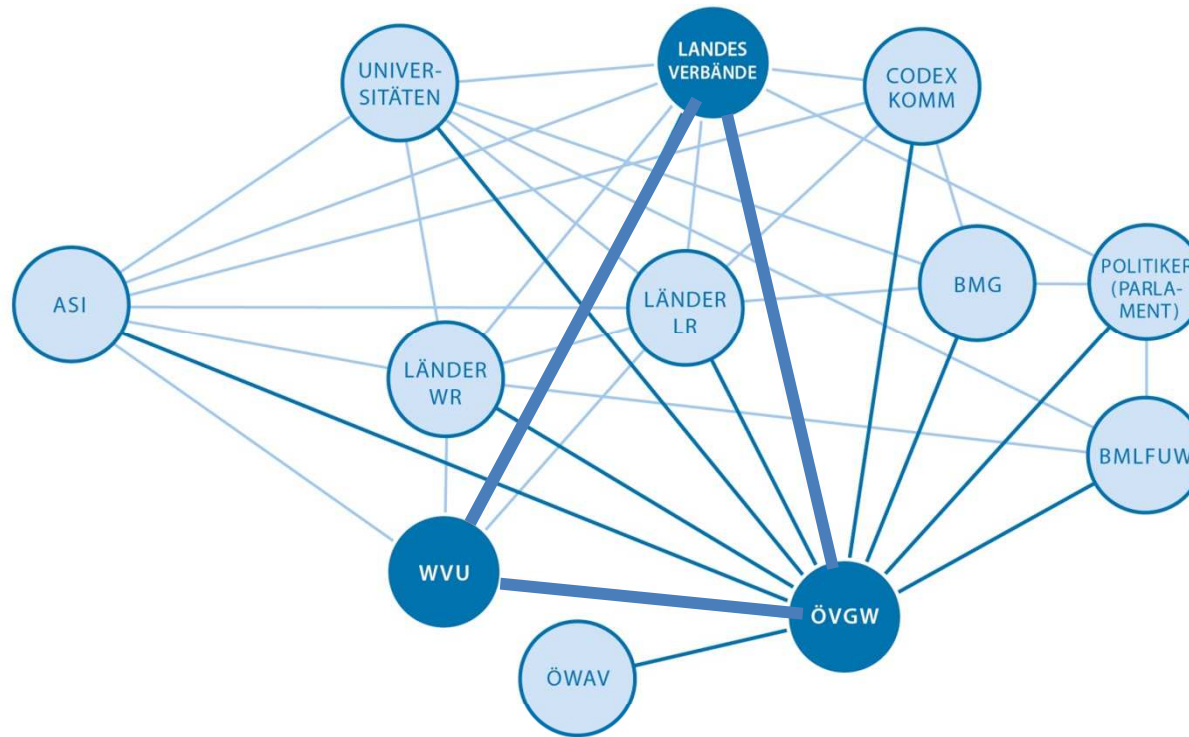 LANDES
VERBÄNDE
UNIVER-
SITÄTEN
CODEX
KOMM
ASI
LÄNDER
LR
BMG
POLITIKER
(PARLA-
MENT)
LÄNDER
WR
BMLFUW
WVU
ÖVGW
ÖWAV